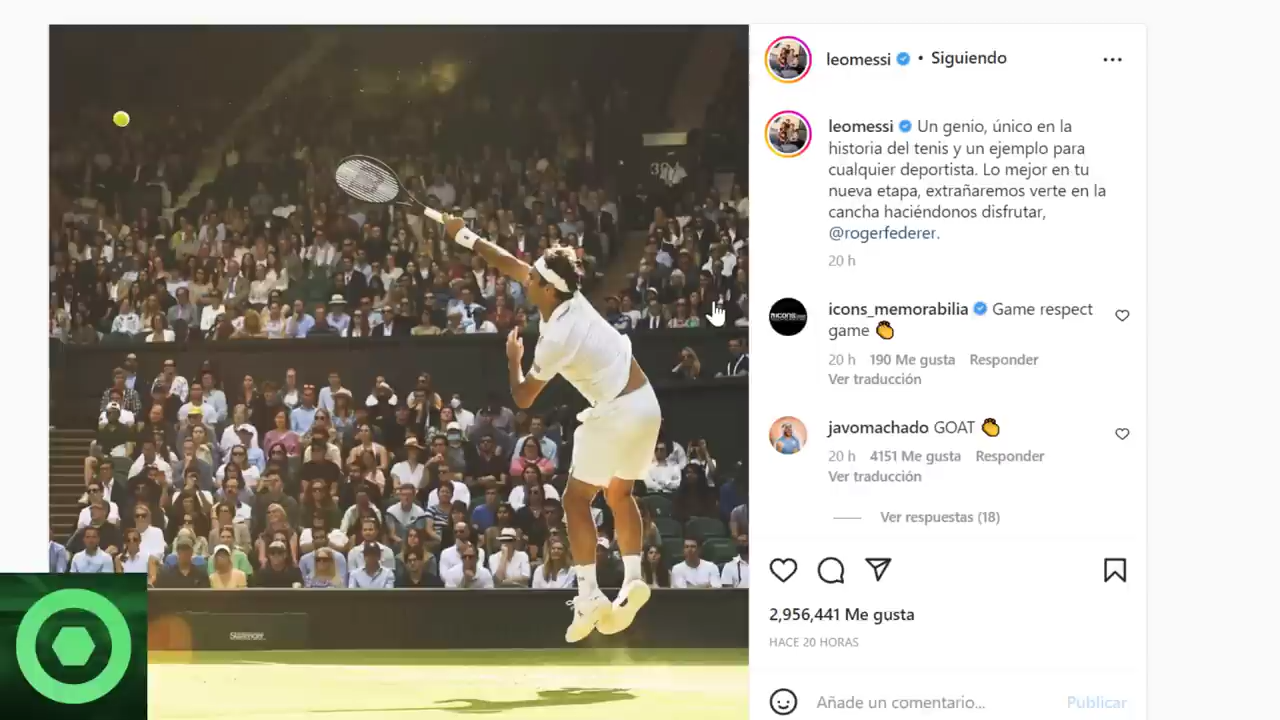 leomessi • Siguiendo
leomessi Un genio, único en la
historia del tenis y un ejemplo para
cualquier deportista. Lo mejor en tu
nueva etapa, extrañaremos verte en la
cancha haciéndonos disfrutar,
@rogerfederer.
20 h
icons_memorabilia Game respect
game 👏
20 h 190 Me gusta Responder
Ver traducción
javomachado GOAT 👏
20 h 4151 Me gusta Responder
Ver traducción
Ver respuestas (18)
2,956,441 Me gusta
HACE 20 HORAS
Añade un comentario...
Publicar
Slazenger